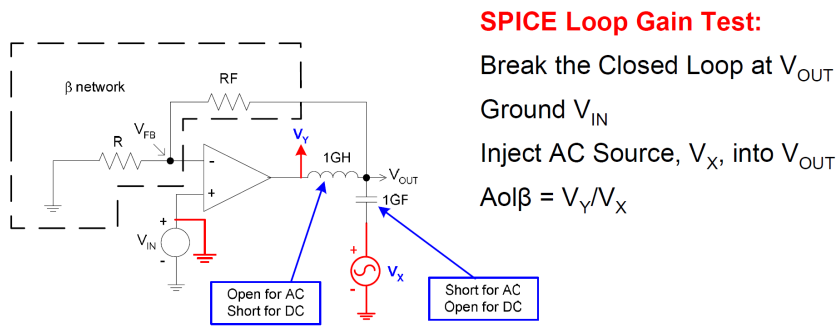 SPICE Loop Gain Test:
Break the Closed Loop at VOUT
Ground VIN
Inject AC Source, VX, into VOUT
Aolβ = VY/VX
β network
RF
VFB
R
VY
1GH
-
+
VOUT
1GF
+
VIN
-
+
VX
-
Open for AC
Short for DC
Short for AC
Open for DC